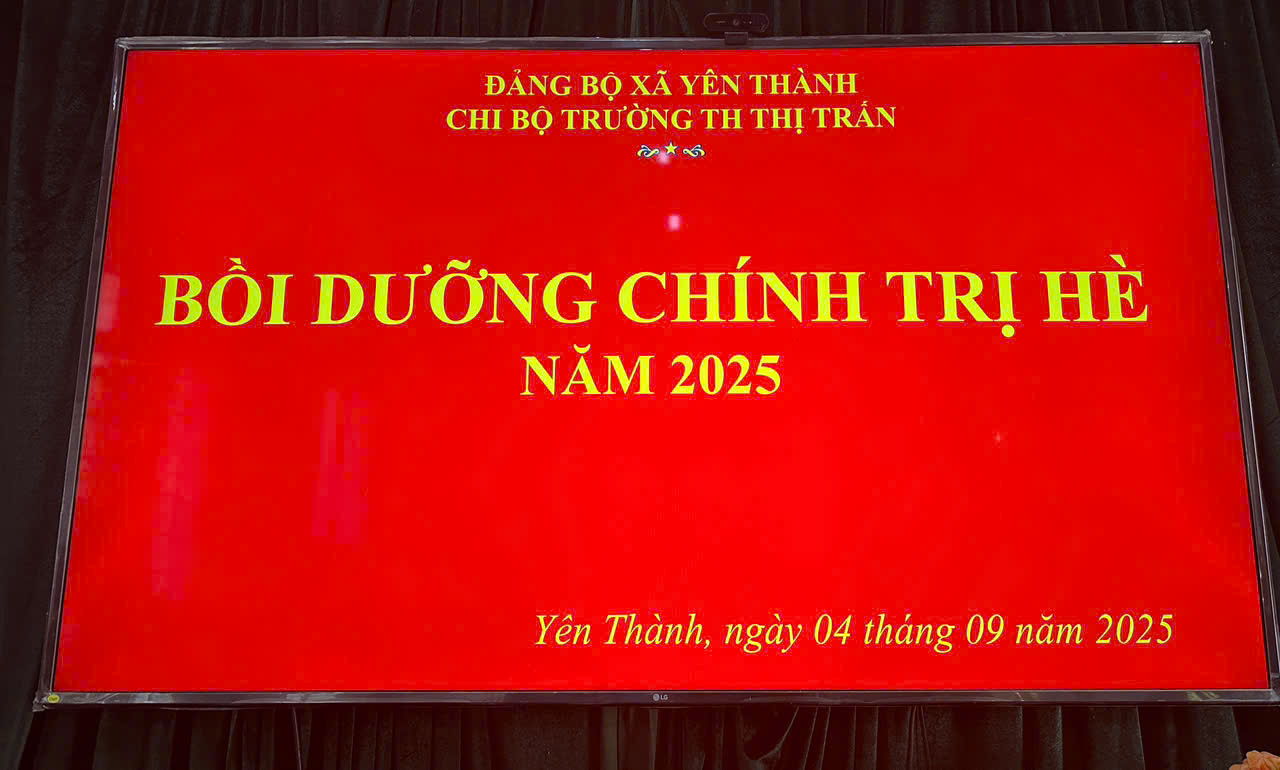 ĐẢNG BỘ XÃ YÊN THÀNH
CHI BỘ TRƯỜNG TH THỊ TRẤN
BỒI DƯỠNG CHÍNH TRỊ HÈ
NĂM 2025
Yên Thành, ngày 04 tháng 09 năm 2025
LG